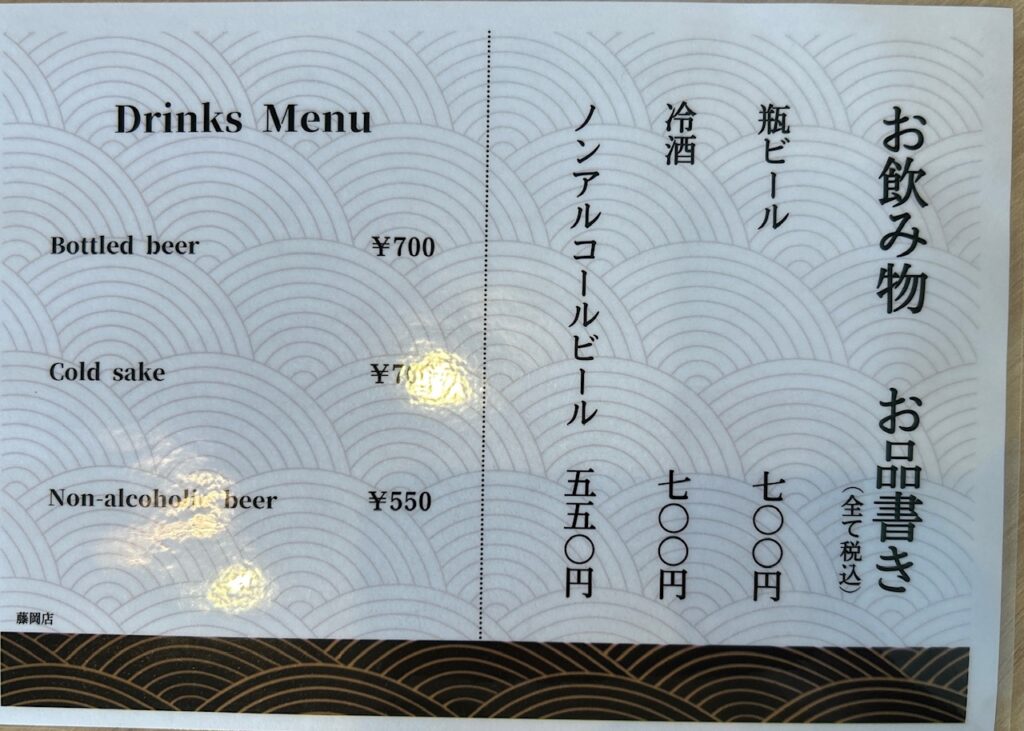 Drinks Menu
Bottled beer ¥700
Cold sake
Non-alcoholic beer ¥550
藤岡店
お飲み物 お品書き
(全て税込)
瓶ビール 七〇〇円
冷酒 七〇〇円
ノンアルコールビール 五五〇円